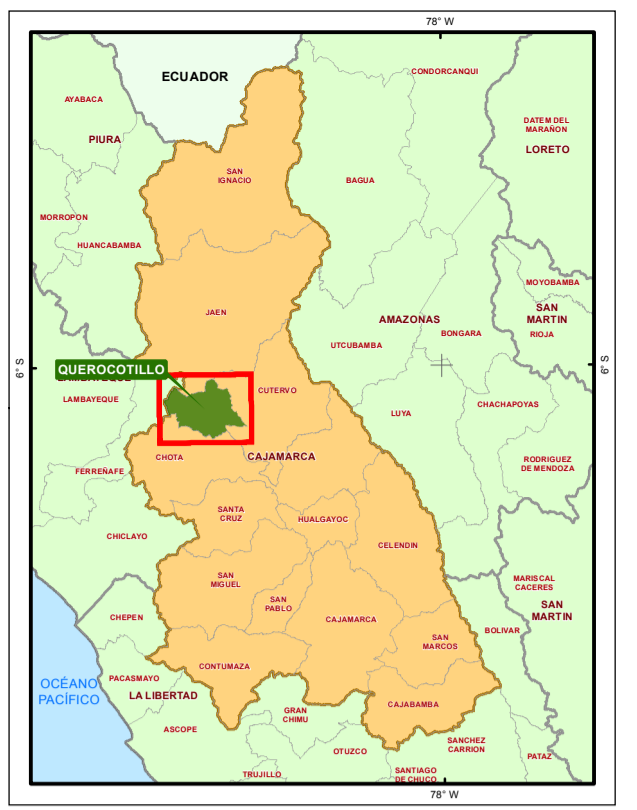 78° W
ECUADOR
CONDORCANQUI
AYABACA
DATEM DEL
MARAÑON
PIURA
LORETO
SAN
IGNACIO
BAGUA
MORROPON
HUANCABAMBA
MOYOBAMBA
SAN
MARTIN
JAEN
AMAZONAS
BONGARA
RIOJA
UTCUBAMBA
6° S
6° S
QUEROCOTILLO
LAMBAYEQUE
CUTERVO
LAMBAYEQUE
CHACHAPOYAS
LUYA
CHOTA
CAJAMARCA
RODRIGUEZ
DE MENDOZA
FERREÑAFE
SANTA
CRUZ
HUALGAYOC
CHICLAYO
CELENDIN
SAN
MIGUEL
MARISCAL
CACERES
SAN
PABLO
SAN
MARTIN
CHEPEN
CAJAMARCA
BOLIVAR
SAN
MARCOS
CONTUMAZA
OCÉANO
PACÍFICO
PACASMAYO
LA LIBERTAD
CAJABAMBA
GRAN
CHIMU
ASCOPE
SANCHEZ
CARRION
OTUZCO
PATAZ
TRUJILLO
SANTIAGO
DE CHUCO
78° W